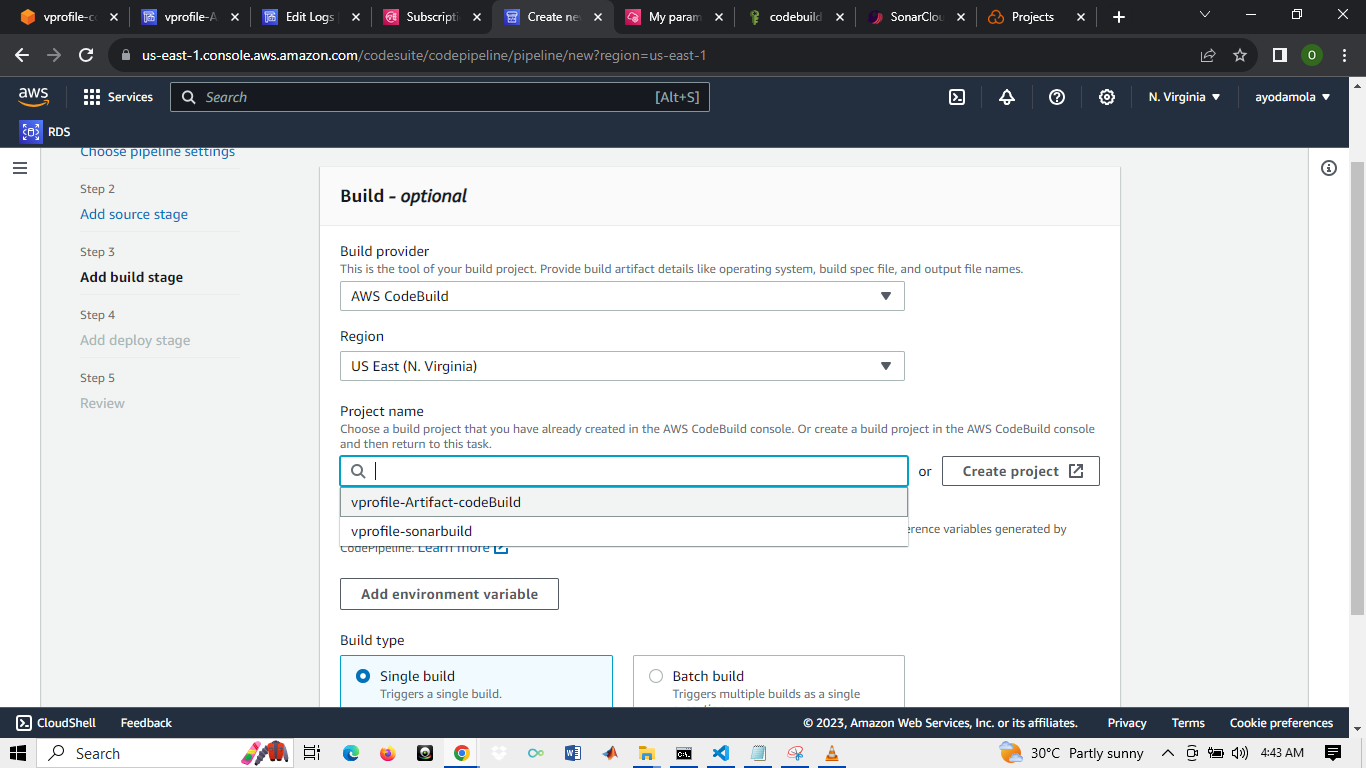 vprofile-co
vprofile-A
Edit Logs
Subscripti
Create ne
My param
codebuild
SonarClou
Projects
us-east-1.console.aws.amazon.com/codesuite/codepipeline/pipeline/new?region=us-east-1
O
aws
Services
Search
[Alt+S]
N. Virginia
ayodamola
RDS
Choose pipeline settings
Step 2
Add source stage
Step 3
Add build stage
Step 4
Add deploy stage
Step 5
Review
Build - optional
Build provider
This is the tool of your build project. Provide build artifact details like operating system, build spec file, and output file names.
AWS CodeBuild
Region
US East (N. Virginia)
Project name
Choose a build project that you have already created in the AWS CodeBuild console. Or create a build project in the AWS CodeBuild console
and then return to this task.
or
Create project
vprofile-Artifact-codeBuild
vprofile-sonarbuild
erence variables generated by
CodePipeline. Learn more
Add environment variable
Build type
Single build
Triggers a single build.
Batch build
Triggers multiple builds as a single
CloudShell
Feedback
© 2023, Amazon Web Services, Inc. or its affiliates.
Privacy
Terms
Cookie preferences
Search
30°C Partly sunny
4:43 AM